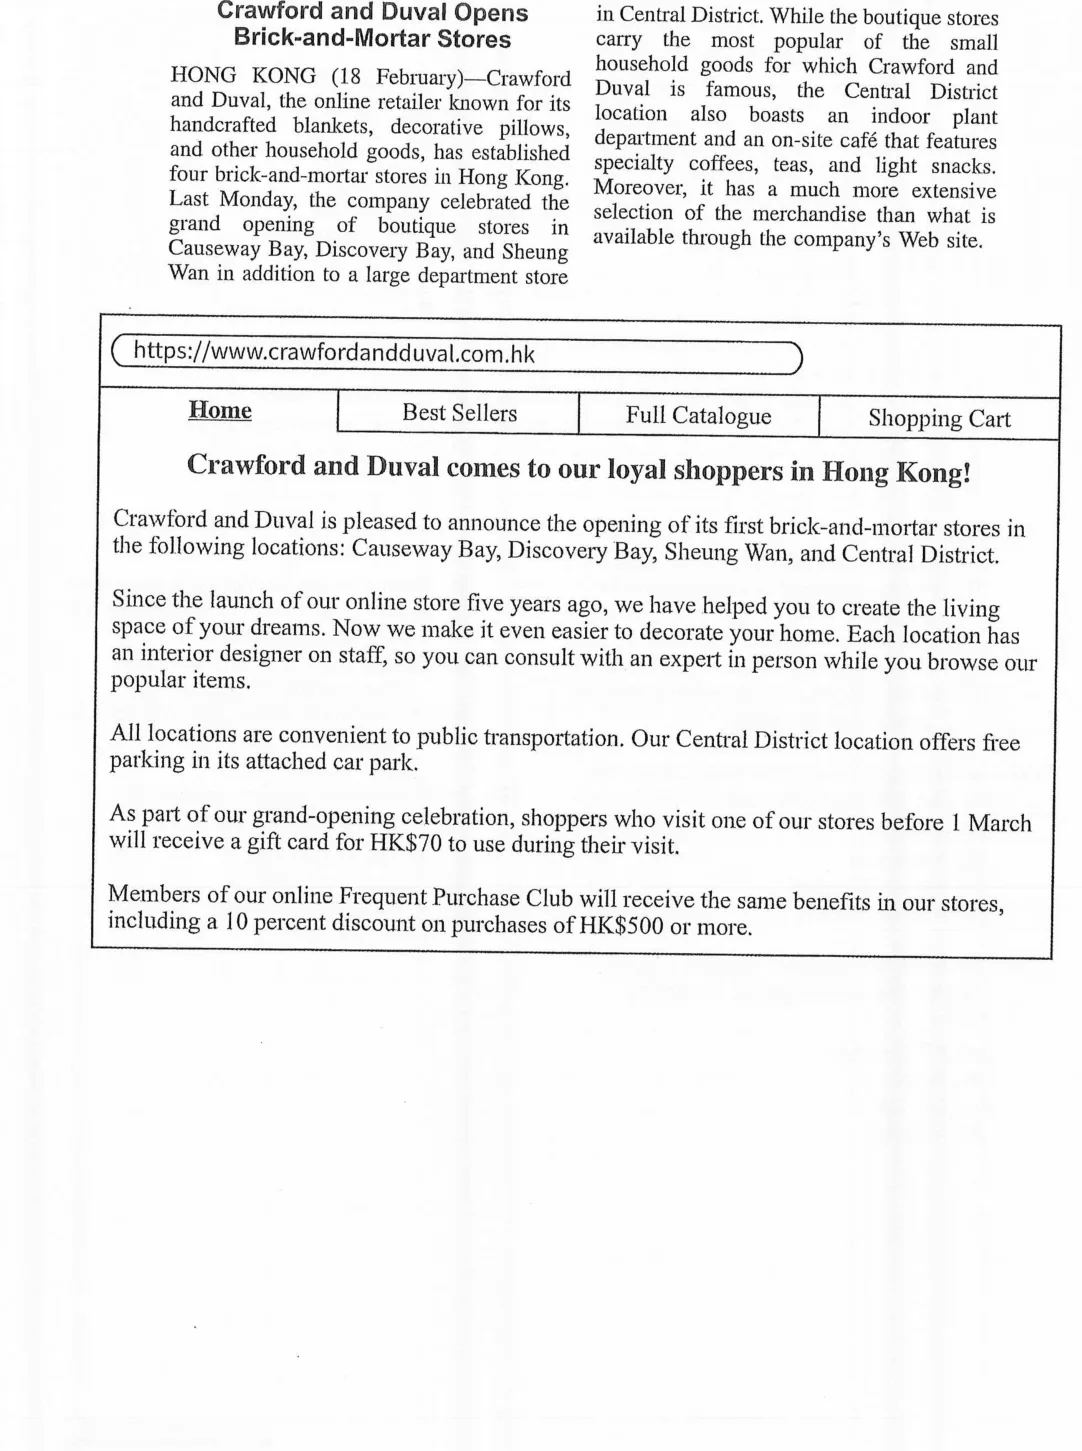 Crawford and Duval Opens
Brick-and-Mortar Stores
HONG KONG (18 February)—Crawford
and Duval, the online retailer known for its
handcrafted blankets, decorative pillows,
and other household goods, has established
four brick-and-mortar stores in Hong Kong.
Last Monday, the company celebrated the
grand opening of boutique stores in
Causeway Bay, Discovery Bay, and Sheung
Wan in addition to a large department store
in Central District. While the boutique stores
carry the most popular of the small
household goods for which Crawford and
Duval is famous, the Central District
location also boasts an indoor plant
department and an on-site café that features
specialty coffees, teas, and light snacks.
Moreover, it has a much more extensive
selection of the merchandise than what is
available through the company's Web site.
https://www.crawfordandduval.com.hk
Home Best Sellers Full Catalogue Shopping Cart
Crawford and Duval comes to our loyal shoppers in Hong Kong!
Crawford and Duval is pleased to announce the opening of its first brick-and-mortar stores in
the following locations: Causeway Bay, Discovery Bay, Sheung Wan, and Central District.
Since the launch of our online store five years ago, we have helped you to create the living
space of your dreams. Now we make it even easier to decorate your home. Each location has
an interior designer on staff, so you can consult with an expert in person while you browse our
popular items.
All locations are convenient to public transportation. Our Central District location offers free
parking in its attached car park.
As part of our grand-opening celebration, shoppers who visit one of our stores before 1 March
will receive a gift card for HK$70 to use during their visit.
Members of our online Frequent Purchase Club will receive the same benefits in our stores,
including a 10 percent discount on purchases of HK$500 or more.